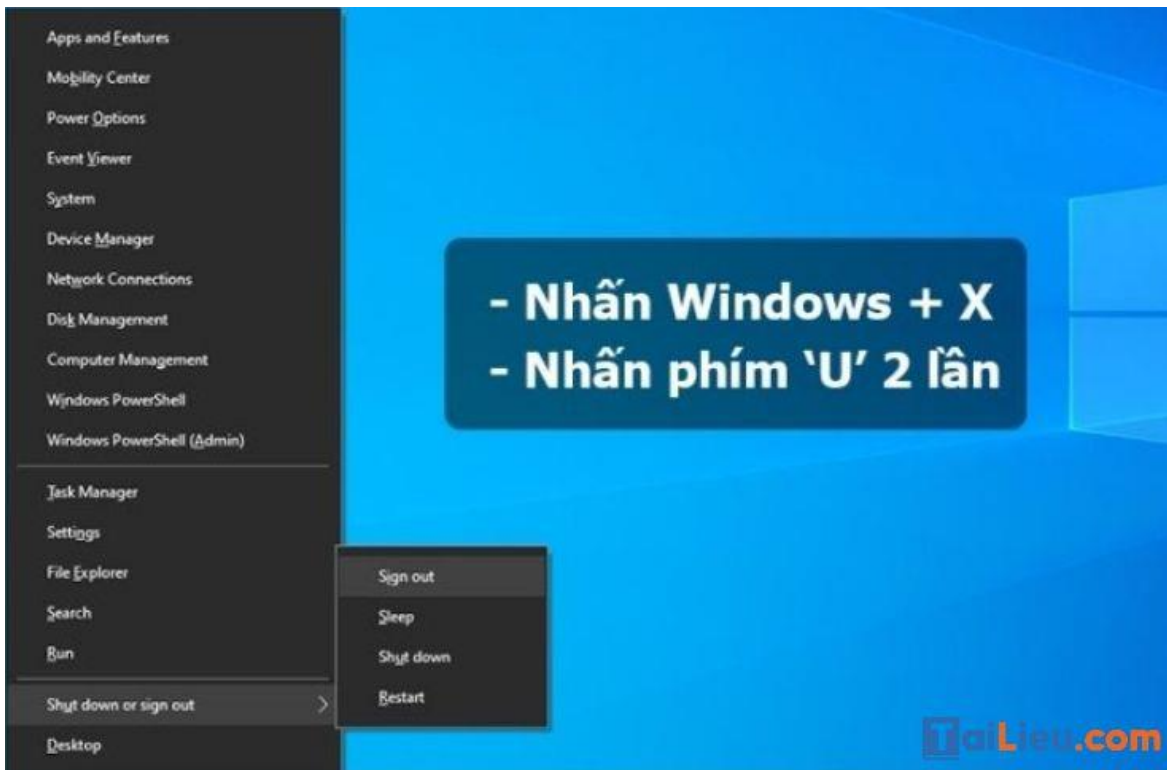 Apps and Features
Mobility Center
Power Options
Event Viewer
System
Device Manager
Network Connections
Disk Management
Computer Management
Windows PowerShell
Windows PowerShell (Admin)
Task Manager
Settings
File Explorer
Search
Run
Shut down or sign out
Desktop
Sign out
Sleep
Shut down
Restart
- Nhấn Windows + X
- Nhấn phím ‘U’ 2 lần
TaiLieu.com